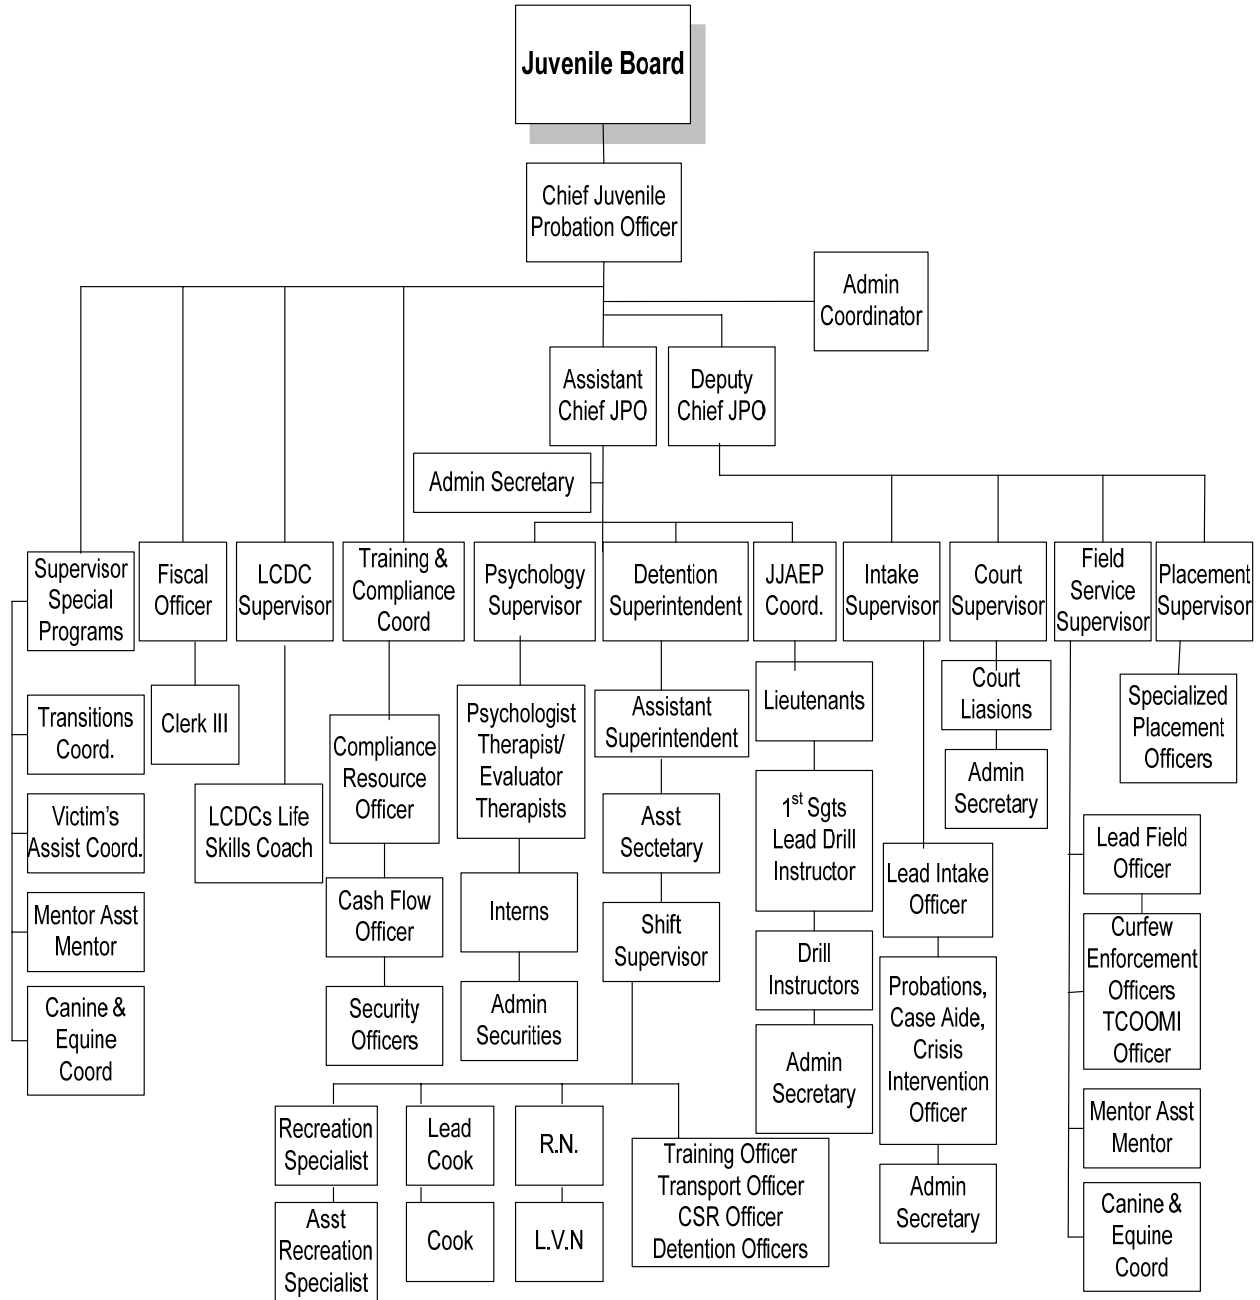 Juvenile Board
Chief Juvenile
Probation Officer
Admin
Coordinator
Assistant
Chief JPO
Deputy
Chief JPO
Admin Secretary
Supervisor
Special
Programs
Fiscal
Officer
LCDC
Supervisor
Training &
Compliance
Coord
Psychology
Supervisor
Detention
Superintendent
JJAEP
Coord.
Intake
Supervisor
Court
Supervisor
Field
Service
Supervisor
Placement
Supervisor
Transitions
Coord.
Victim's
Assist Coord.
Mentor Asst
Mentor
Canine &
Equine
Coord
Clerk III
LCDCs Life
Skills Coach
Compliance
Resource
Officer
Cash Flow
Officer
Security
Officers
Psychologist
Therapist/
Evaluator
Therapists
Interns
Admin
Securities
Assistant
Superintendent
Asst
Sectetary
Shift
Supervisor
Recreation
Specialist
Asst
Recreation
Specialist
Lead
Cook
Cook
R.N.
L.V.N
Training Officer
Transport Officer
CSR Officer
Detention Officers
Lieutenants
1st Sgts
Lead Drill
Instructor
Drill
Instructors
Admin
Secretary
Lead Intake
Officer
Probations,
Case Aide,
Crisis
Intervention
Officer
Admin
Secretary
Court
Liasions
Admin
Secretary
Lead Field
Officer
Curfew
Enforcement
Officers
TCOOMI
Officer
Mentor Asst
Mentor
Canine &
Equine
Coord
Specialized
Placement
Officers